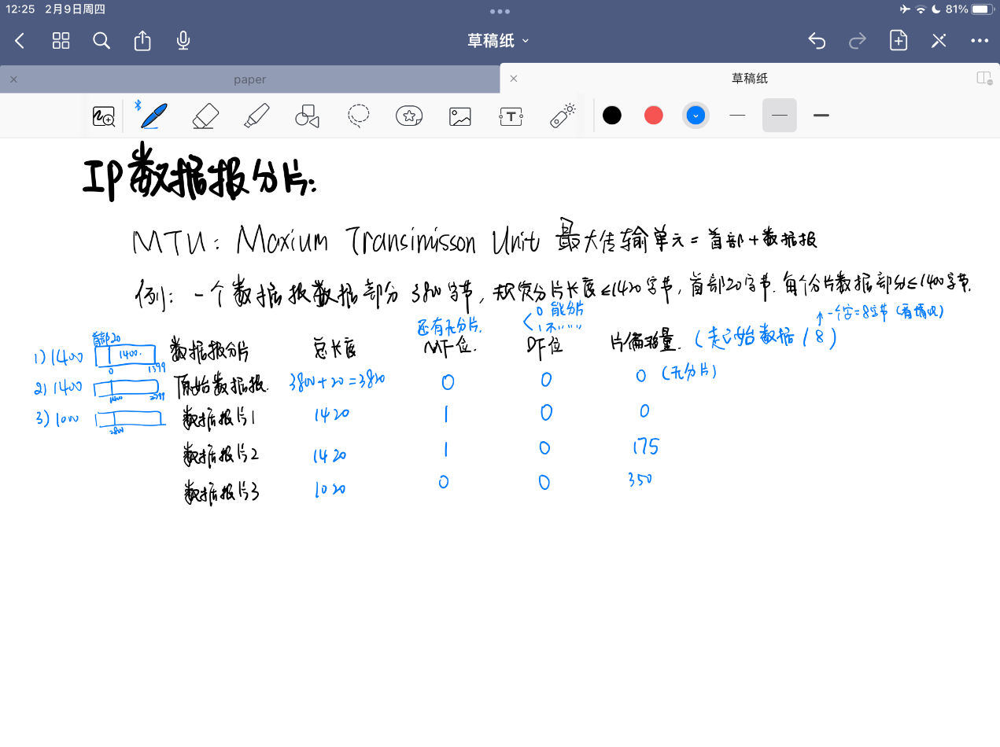 12:25 2月9日周四
81%
草稿纸
paper
草稿纸
IP数据报分片:
MTU: Maxium Transimisson Unit 最大传输单元=首部+数据报
例: 一个数据报数据部分3800字节, 规定分片长度≤1420字节, 首部20字节. 每个分片数据部分≤1400字节.
还有无分片.
0 能分片
1 不""""
↑一个字=8字节(看情况)
数据报分片 总长度 MF位. DF位 片偏移量. (起始数据/8)
原始数据报. 3800+20=3820 0 0 0 (无分片)
数据报片1 1420 1 0 0
数据报片2 1420 1 0 175
数据报片3 1020 0 0 350
首部20
1) 1400 1400. 0 1399
2) 1400 1400 2799
3) 1000 2800